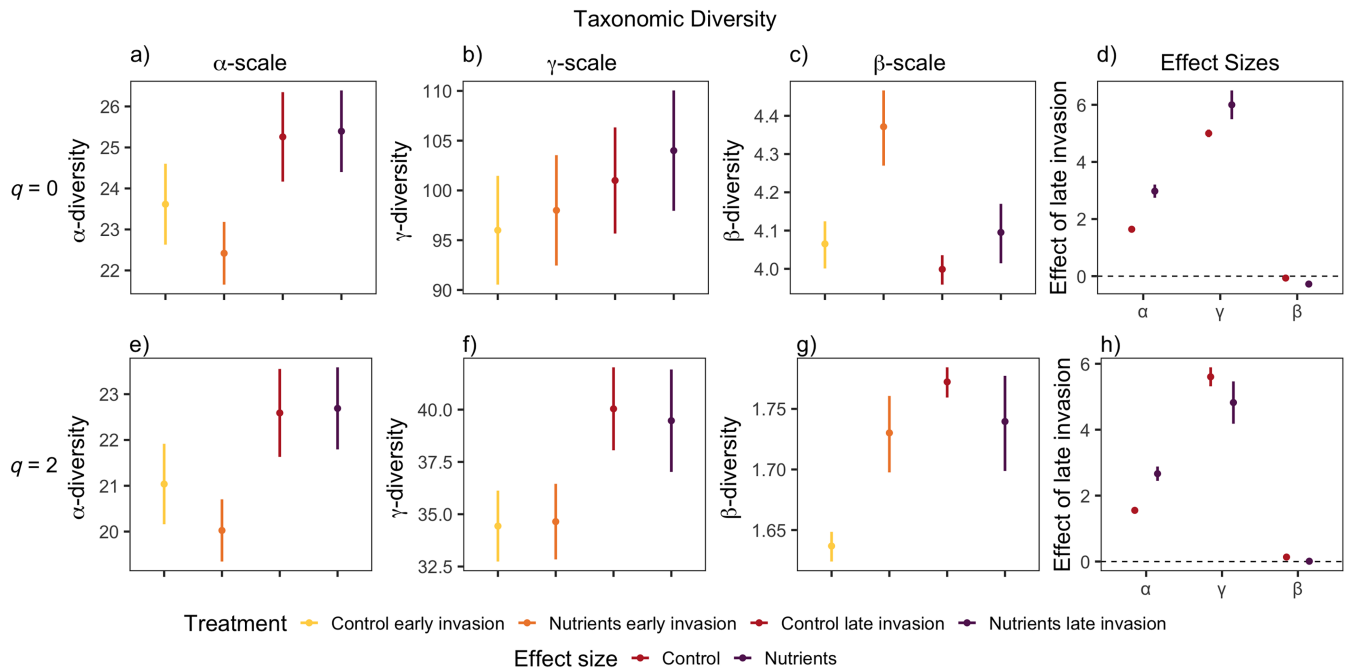 Taxonomic Diversity
a) b) c) d)
α-scale γ-scale β-scale Effect Sizes
q = 0
α-diversity
26
25
24
23
22
γ-diversity
110
105
100
95
90
β-diversity
4.4
4.3
4.2
4.1
4.0
Effect of late invasion
6
4
2
0
α γ β
e) f) g) h)
q = 2
α-diversity
23
22
21
20
γ-diversity
40.0
37.5
35.0
32.5
β-diversity
1.75
1.70
1.65
Effect of late invasion
6
4
2
0
α γ β
Treatment Control early invasion Nutrients early invasion Control late invasion Nutrients late invasion
Effect size Control Nutrients